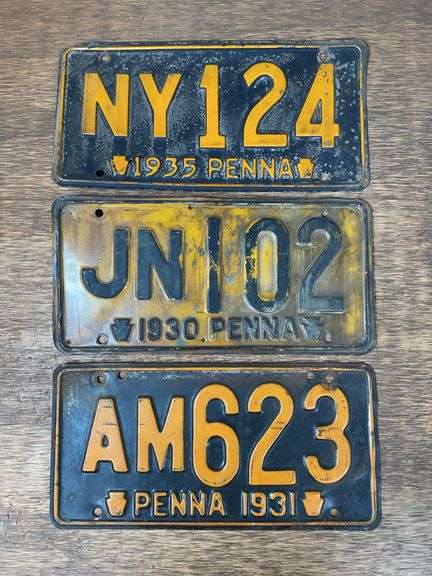 NY124
1935 PENNA
JN102
1930 PENNA
AM623
PENNA 1931